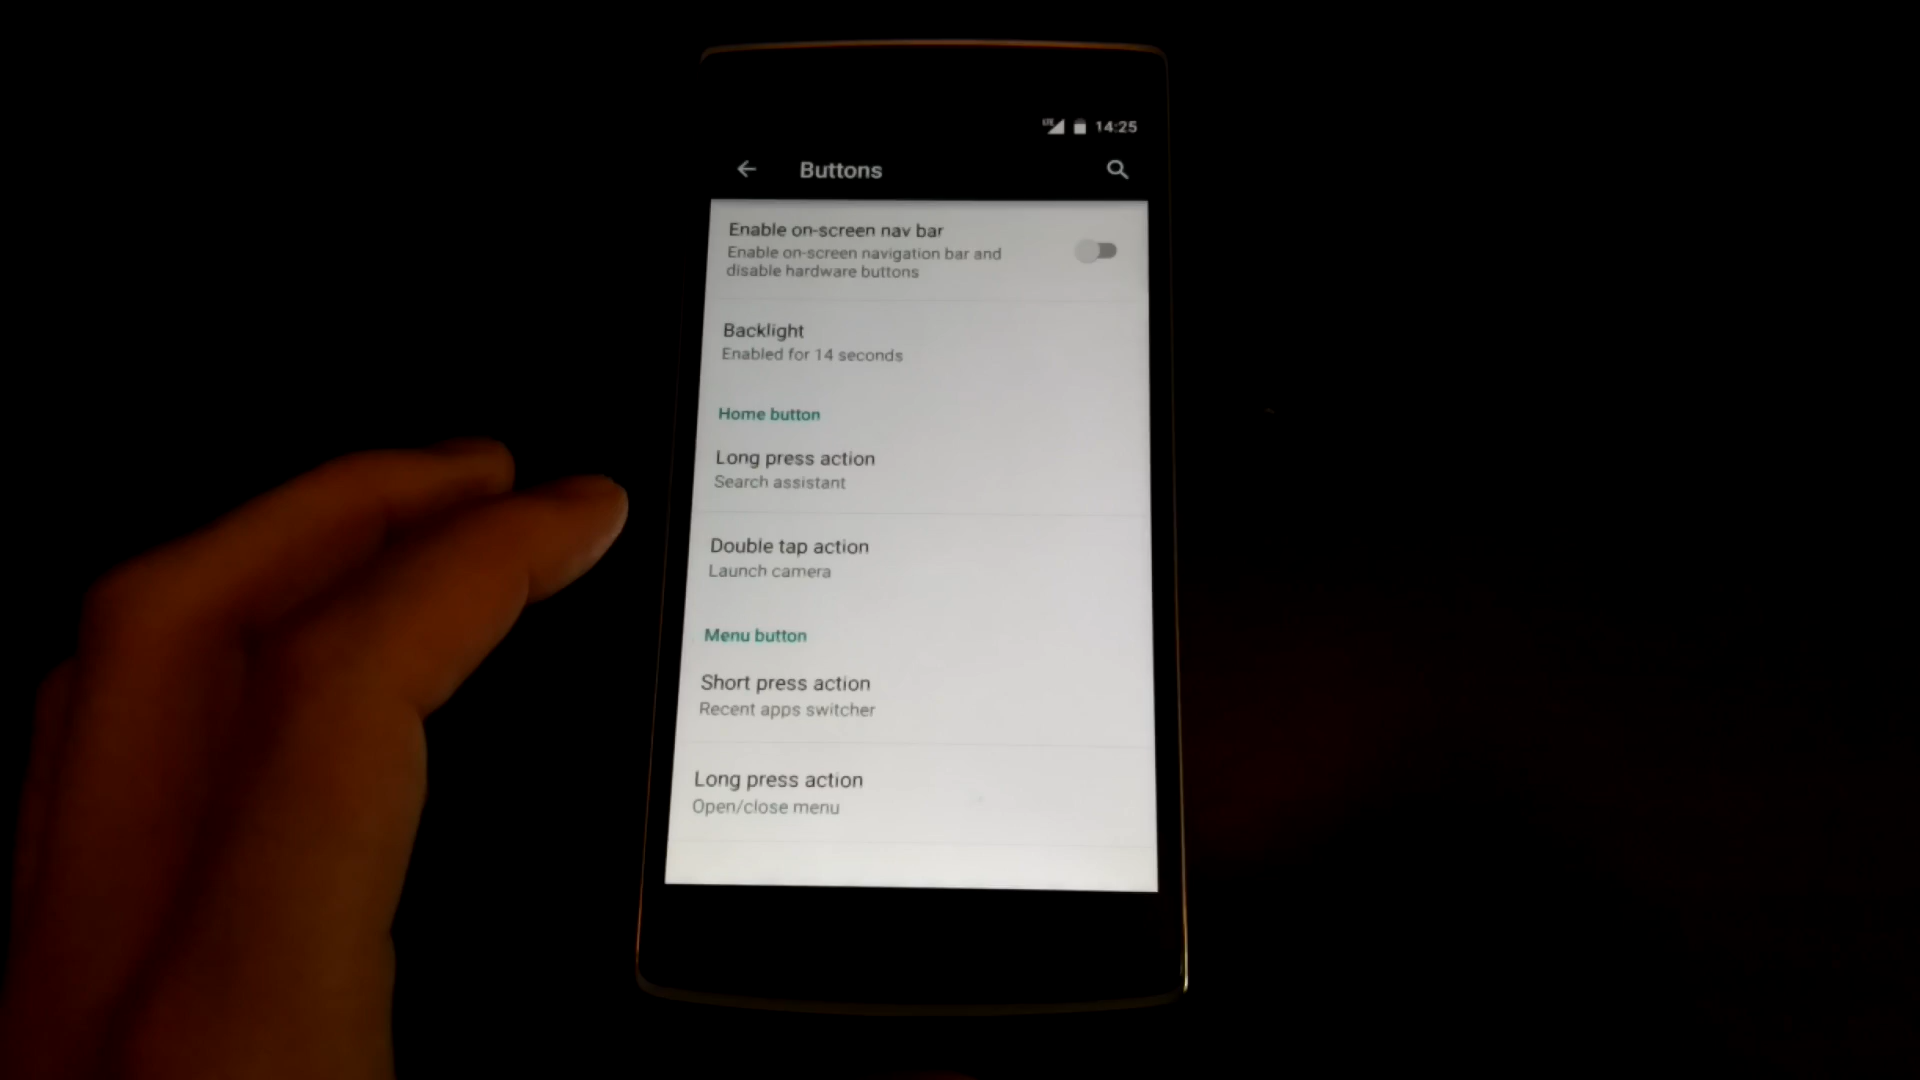 LTE 14:25
Buttons
Enable on-screen nav bar
Enable on-screen navigation bar and
disable hardware buttons
Backlight
Enabled for 14 seconds
Home button
Long press action
Search assistant
Double tap action
Launch camera
Menu button
Short press action
Recent apps switcher
Long press action
Open/close menu